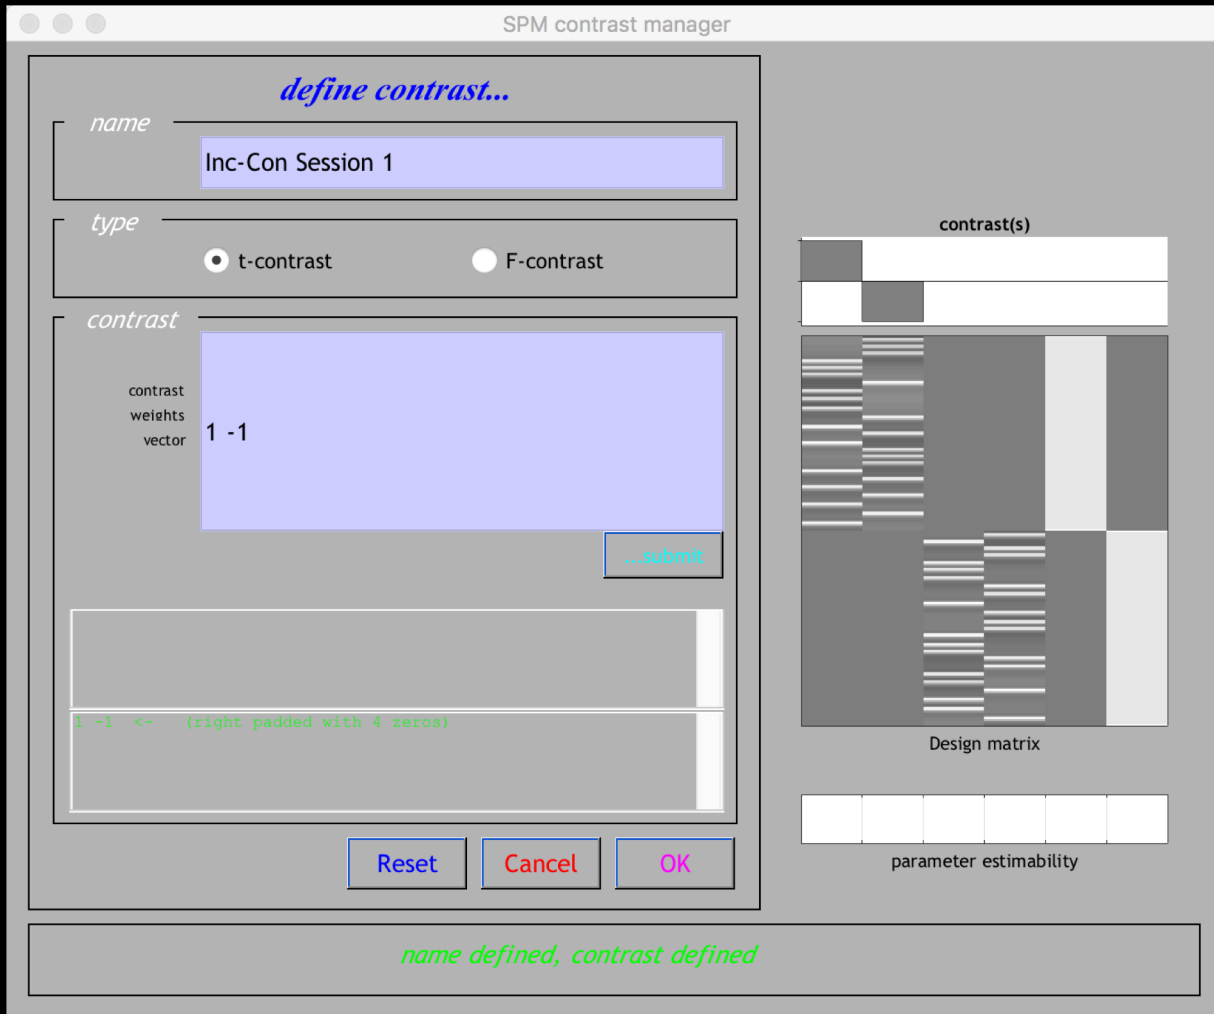 SPM contrast manager
define contrast...
name
Inc-Con Session 1
type
t-contrast
F-contrast
contrast
contrast
weights
vector
1 -1
...submit
1 -1 <- (right padded with 4 zeros)
Reset
Cancel
OK
name defined, contrast defined
contrast(s)
Design matrix
parameter estimability